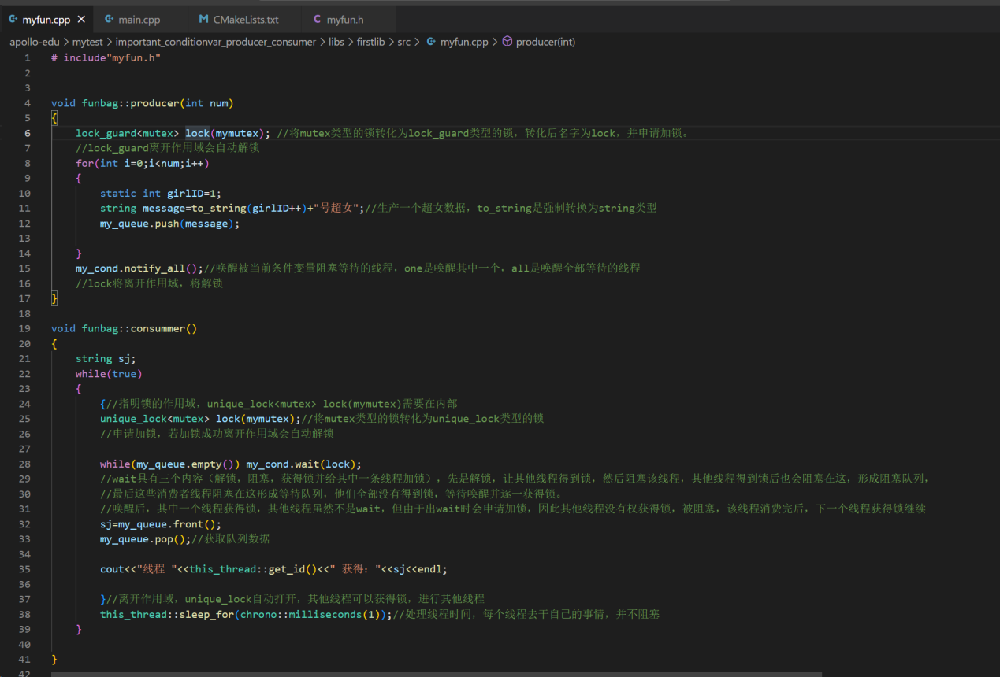 myfun.cpp
main.cpp
M CMakeLists.txt
C myfun.h
apollo-edu > mytest > important_conditionvar_producer_consumer > libs > firstlib > src > myfun.cpp > producer(int)
1 # include"myfun.h"
2
3
4 void funbag::producer(int num)
5 {
6 lock_guard<mutex> lock(mymutex); //将mutex类型的锁转化为lock_guard类型的锁，转化后名字为lock，并申请加锁。
7 //lock_guard离开作用域会自动解锁
8 for(int i=0;i<num;i++)
9 {
10 static int girlID=1;
11 string message=to_string(girlID++)+"号超女";//生产一个超女数据，to_string是强制转换为string类型
12 my_queue.push(message);
13
14 }
15 my_cond.notify_all();//唤醒被当前条件变量阻塞等待的线程，one是唤醒其中一个，all是唤醒全部等待的线程
16 //lock将离开作用域，将解锁
17 }
18
19 void funbag::consummer()
20 {
21 string sj;
22 while(true)
23 {
24 {//指明锁的作用域，unique_lock<mutex> lock(mymutex)需要在内部
25 unique_lock<mutex> lock(mymutex);//将mutex类型的锁转化为unique_lock类型的锁
26 //申请加锁，若加锁成功离开作用域会自动解锁
27
28 while(my_queue.empty()) my_cond.wait(lock);
29 //wait具有三个内容（解锁，阻塞，获得锁并给其中一条线程加锁），先是解锁，让其他线程得到锁，然后阻塞该线程，其他线程得到锁后也会阻塞在这，形成阻塞队列，
30 //最后这些消费者线程阻塞在这形成等待队列，他们全部没有得到锁，等待唤醒并逐一获得锁。
31 //唤醒后，其中一个线程获得锁，其他线程虽然不是wait，但由于出wait时会申请加锁，因此其他线程没有权获得锁，被阻塞，该线程消费完后，下一个线程获得锁继续
32 sj=my_queue.front();
33 my_queue.pop();//获取队列数据
34
35 cout<<"线程 "<<this_thread::get_id()<<" 获得："<<sj<<endl;
36
37 }//离开作用域，unique_lock自动打开，其他线程可以获得锁，进行其他线程
38 this_thread::sleep_for(chrono::milliseconds(1));//处理线程时间，每个线程去干自己的事情，并不阻塞
39 }
40
41 }
42